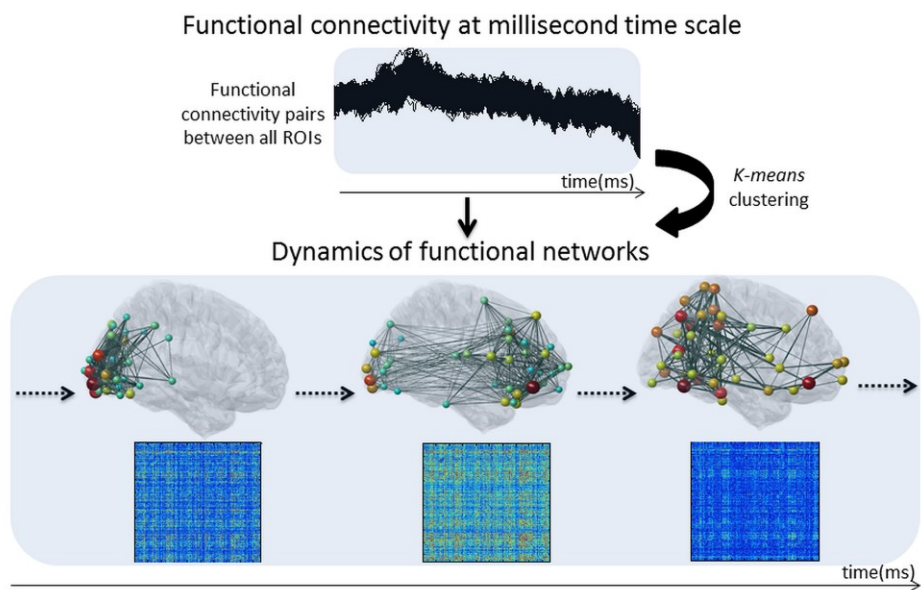 Functional connectivity at millisecond time scale
Functional
connectivity pairs
between all ROIs
time(ms)
K-means
clustering
Dynamics of functional networks
time(ms)